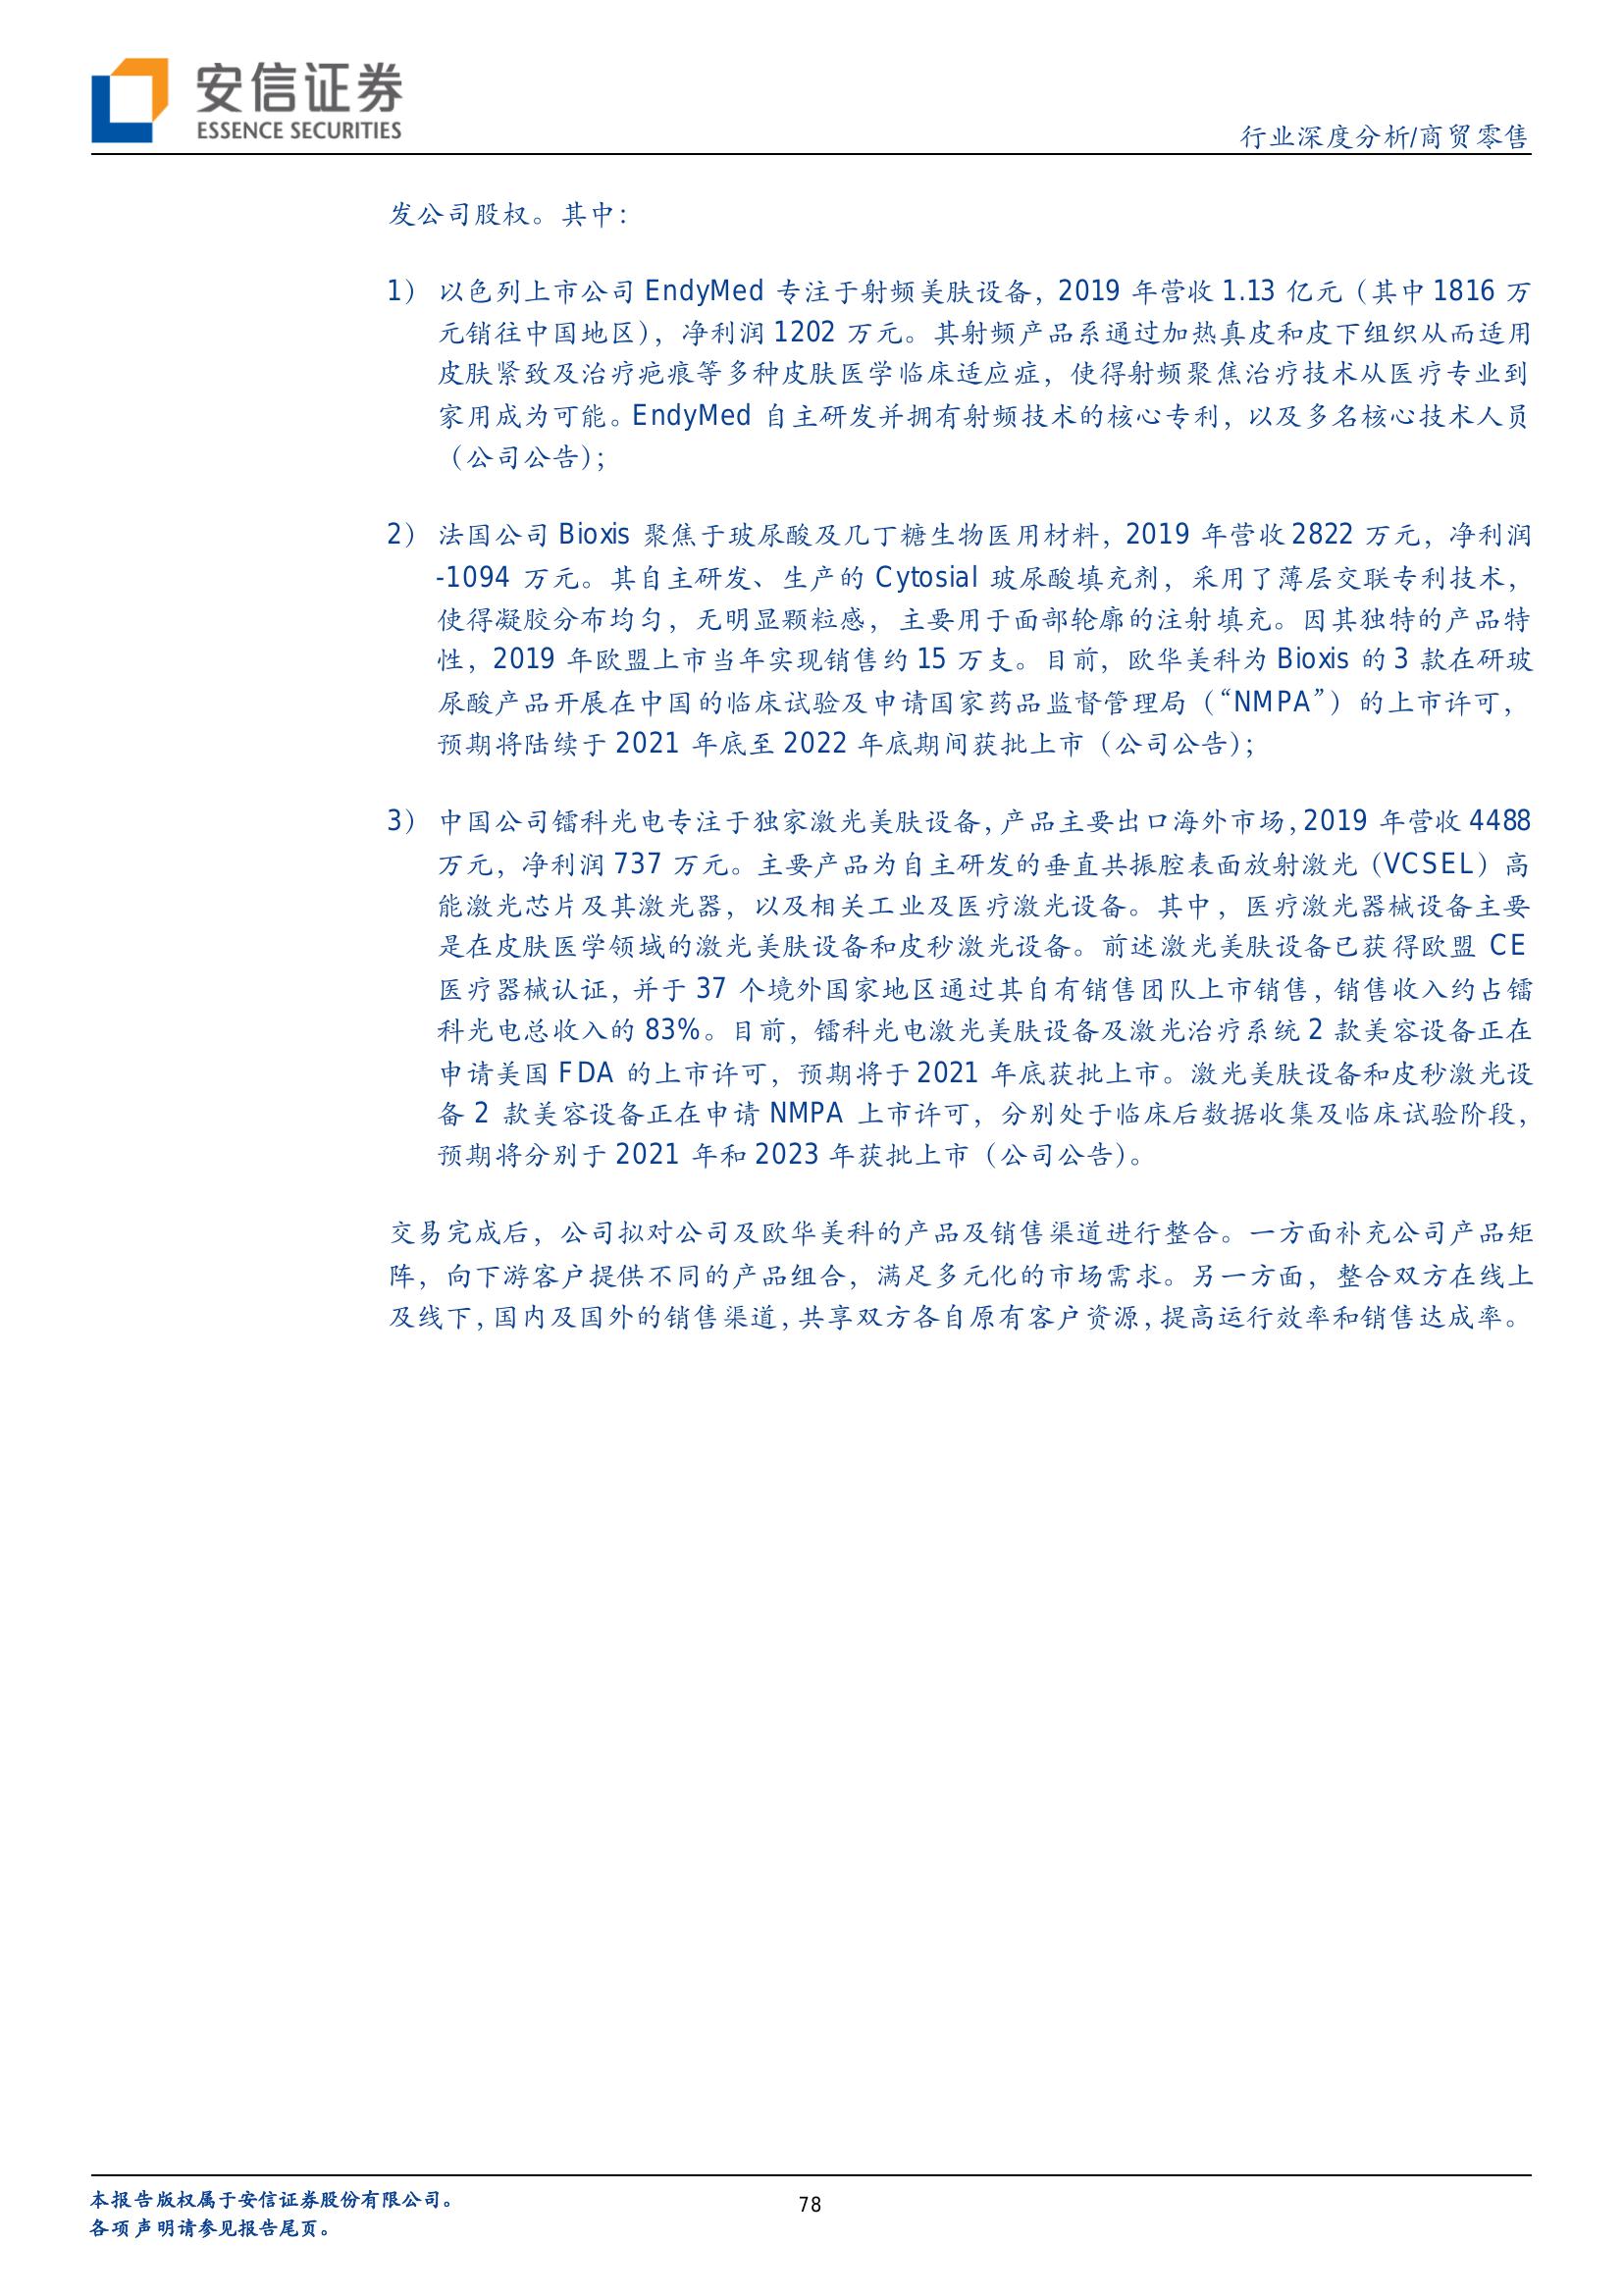 安信证券
ESSENCE SECURITIES
行业深度分析/商贸零售
发公司股权。其中：
1） 以色列上市公司 EndyMed 专注于射频美肤设备，2019 年营收 1.13 亿元（其中 1816 万
元销往中国地区），净利润 1202 万元。其射频产品系通过加热真皮和皮下组织从而适用
皮肤紧致及治疗疤痕等多种皮肤医学临床适应症，使得射频聚焦治疗技术从医疗专业到
家用成为可能。EndyMed 自主研发并拥有射频技术的核心专利，以及多名核心技术人员
（公司公告）；
2） 法国公司 Bioxis 聚焦于玻尿酸及几丁糖生物医用材料，2019 年营收 2822 万元，净利润
-1094 万元。其自主研发、生产的 Cytosial 玻尿酸填充剂，采用了薄层交联专利技术，
使得凝胶分布均匀，无明显颗粒感，主要用于面部轮廓的注射填充。因其独特的产品特
性，2019 年欧盟上市当年实现销售约 15 万支。目前，欧华美科为 Bioxis 的 3 款在研玻
尿酸产品开展在中国的临床试验及申请国家药品监督管理局（“NMPA”）的上市许可，
预期将陆续于 2021 年底至 2022 年底期间获批上市（公司公告）；
3） 中国公司镭科光电专注于独家激光美肤设备，产品主要出口海外市场，2019 年营收 4488
万元，净利润 737 万元。主要产品为自主研发的垂直共振腔表面放射激光（VCSEL）高
能激光芯片及其激光器，以及相关工业及医疗激光设备。其中，医疗激光器械设备主要
是在皮肤医学领域的激光美肤设备和皮秒激光设备。前述激光美肤设备已获得欧盟 CE
医疗器械认证，并于 37 个境外国家地区通过其自有销售团队上市销售，销售收入约占镭
科光电总收入的 83%。目前，镭科光电激光美肤设备及激光治疗系统 2 款美容设备正在
申请美国 FDA 的上市许可，预期将于 2021 年底获批上市。激光美肤设备和皮秒激光设
备 2 款美容设备正在申请 NMPA 上市许可，分别处于临床后数据收集及临床试验阶段，
预期将分别于 2021 年和 2023 年获批上市（公司公告）。
交易完成后，公司拟对公司及欧华美科的产品及销售渠道进行整合。一方面补充公司产品矩
阵，向下游客户提供不同的产品组合，满足多元化的市场需求。另一方面，整合双方在线上
及线下，国内及国外的销售渠道，共享双方各自原有客户资源，提高运行效率和销售达成率。
本报告版权属于安信证券股份有限公司。
各项声明请参见报告尾页。
78